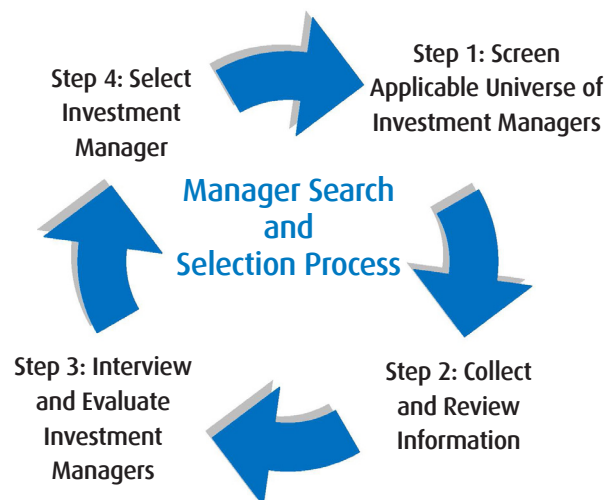 Step 1: Screen
Applicable Universe of
Investment Managers
Step 2: Collect
and Review
Information
Step 3: Interview
and Evaluate
Investment
Managers
Step 4: Select
Investment
Manager
Manager Search
and
Selection Process